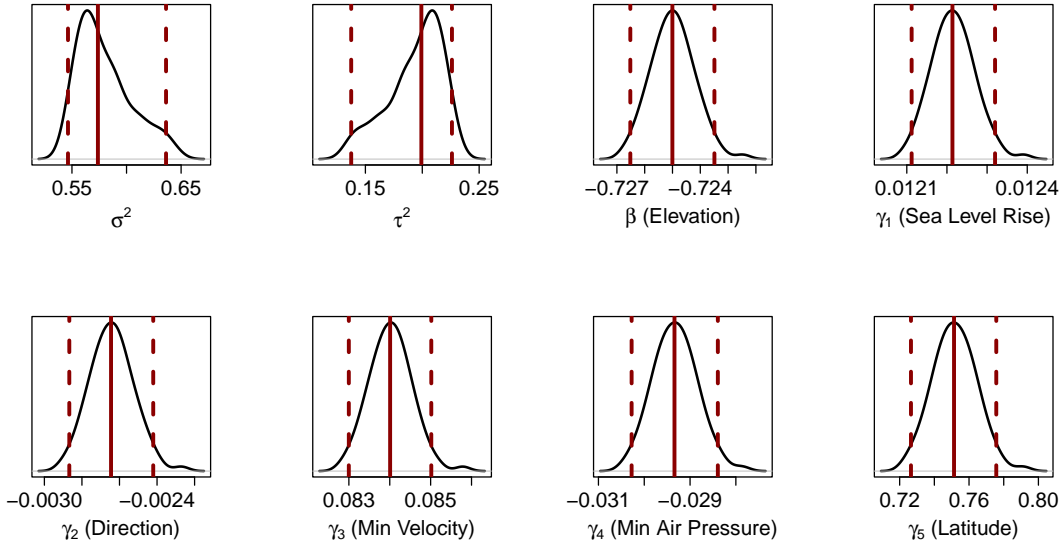 0.55 0.65
σ²
0.15 0.25
τ²
−0.727 −0.724
β (Elevation)
0.0121 0.0124
γ₁ (Sea Level Rise)
−0.0030 −0.0024
γ₂ (Direction)
0.083 0.085
γ₃ (Min Velocity)
−0.031 −0.029
γ₄ (Min Air Pressure)
0.72 0.76 0.80
γ₅ (Latitude)